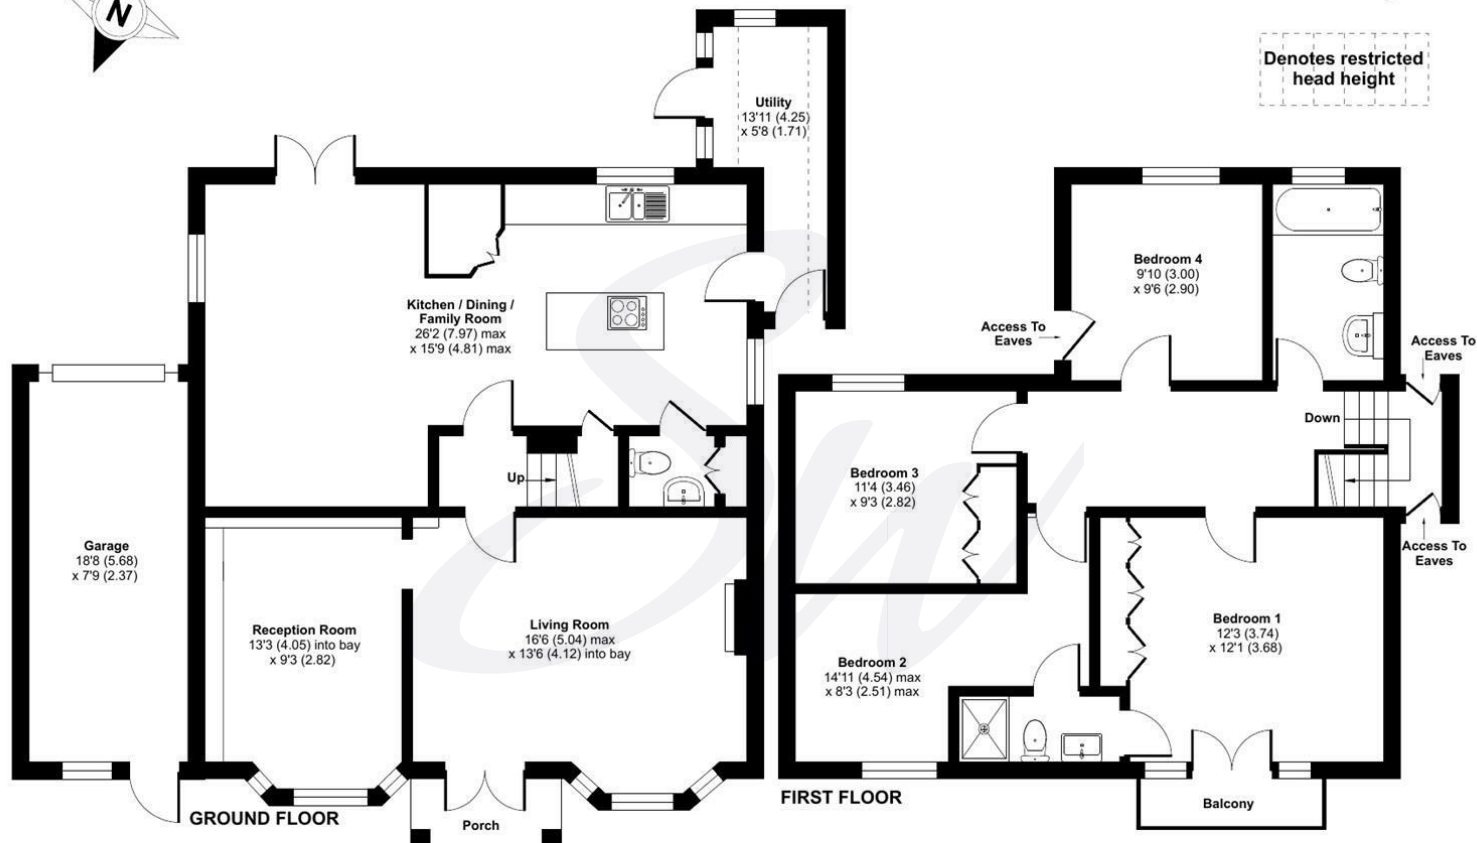 N
Denotes restricted
head height
Utility
13'11 (4.25)
x 5'8 (1.71)
Kitchen / Dining /
Family Room
26'2 (7.97) max
x 15'9 (4.81) max
Up
Garage
18'8 (5.68)
x 7'9 (2.37)
Reception Room
13'3 (4.05) into bay
x 9'3 (2.82)
Living Room
16'6 (5.04) max
x 13'6 (4.12) into bay
Porch
GROUND FLOOR
Bedroom 4
9'10 (3.00)
x 9'6 (2.90)
Access To
Eaves
Access To
Eaves
Down
Bedroom 3
11'4 (3.46)
x 9'3 (2.82)
Access To
Eaves
Bedroom 1
12'3 (3.74)
x 12'1 (3.68)
Bedroom 2
14'11 (4.54) max
x 8'3 (2.51) max
Balcony
FIRST FLOOR
Sw